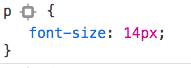 p {
font-size: 14px;
}